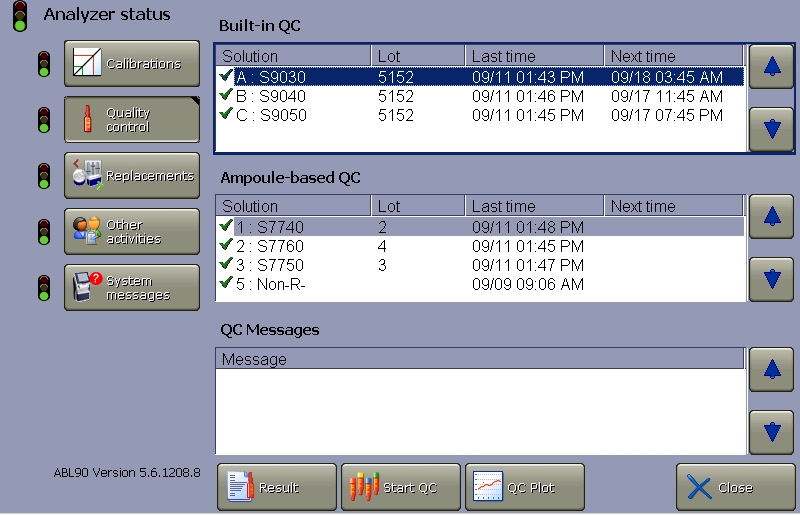 Analyzer status
Calibrations
Quality
control
Replacements
Other
activities
System
messages
ABL90 Version 5.6.1208.8
Built-in QC
Solution Lot Last time Next time
A : S9030 5152 09/11 01:43 PM 09/18 03:45 AM
B : S9040 5152 09/11 01:46 PM 09/17 11:45 AM
C : S9050 5152 09/11 01:45 PM 09/17 07:45 PM
Ampoule-based QC
Solution Lot Last time Next time
1 : S7740 2 09/11 01:48 PM
2 : S7760 4 09/11 01:45 PM
3 : S7750 3 09/11 01:47 PM
5 : Non-R- 09/09 09:06 AM
QC Messages
Message
Result Start QC QC Plot Close